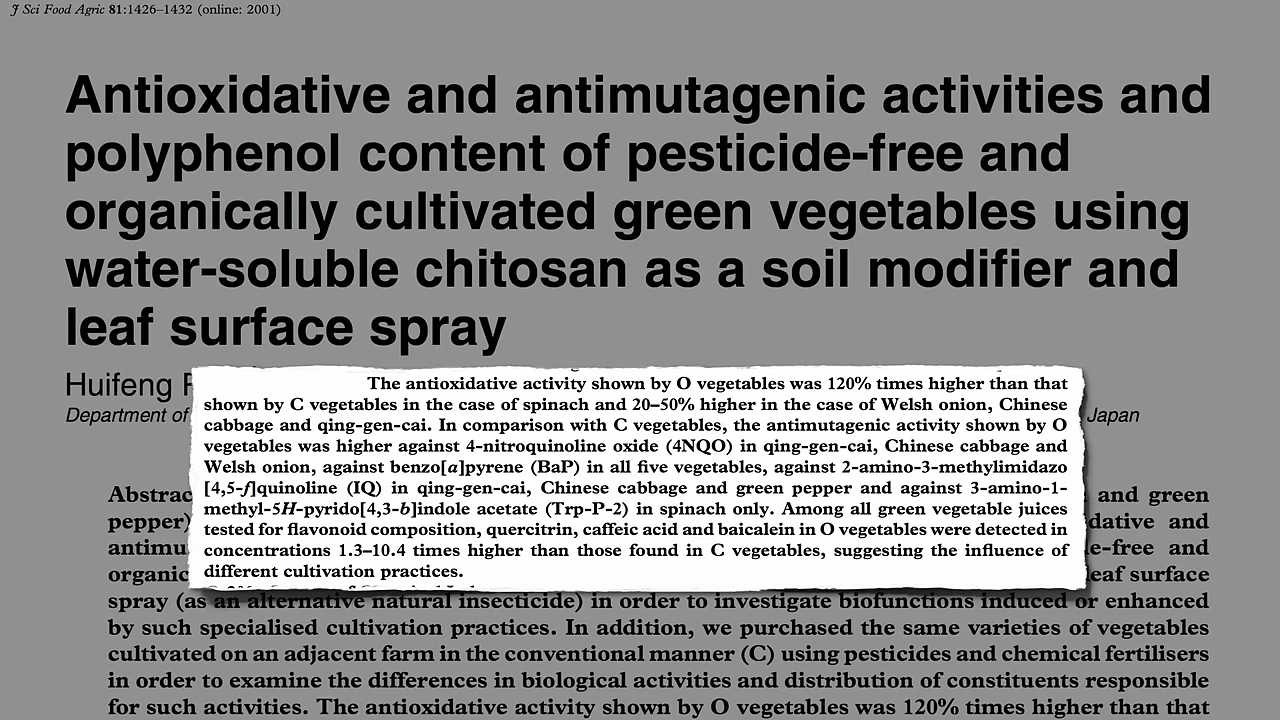 J Sci Food Agric 81:1426–1432 (online: 2001)
Antioxidative and antimutagenic activities and
polyphenol content of pesticide-free and
organically cultivated green vegetables using
water-soluble chitosan as a soil modifier and
leaf surface spray
Huifeng
Department of
Japan
The antioxidative activity shown by O vegetables was 120% times higher than that
shown by C vegetables in the case of spinach and 20–50% higher in the case of Welsh onion, Chinese
cabbage and qing-gen-cai. In comparison with C vegetables, the antimutagenic activity shown by O
vegetables was higher against 4-nitroquinoline oxide (4NQO) in qing-gen-cai, Chinese cabbage and
Welsh onion, against benzo[a]pyrene (BaP) in all five vegetables, against 2-amino-3-methylimidazo
[4,5-f]quinoline (IQ) in qing-gen-cai, Chinese cabbage and green pepper and against 3-amino-1-
methyl-5H-pyrido[4,3-b]indole acetate (Trp-P-2) in spinach only. Among all green vegetable juices
tested for flavonoid composition, quercitrin, caffeic acid and baicalein in O vegetables were detected in
concentrations 1.3–10.4 times higher than those found in C vegetables, suggesting the influence of
different cultivation practices.
Abstrac and green
pepper) dative and
antimu e-free and
organic leaf surface
spray (as an alternative natural insecticide) in order to investigate biofunctions induced or enhanced
by such specialised cultivation practices. In addition, we purchased the same varieties of vegetables
cultivated on an adjacent farm in the conventional manner (C) using pesticides and chemical fertilisers
in order to examine the differences in biological activities and distribution of constituents responsible
for such activities. The antioxidative activity shown by O vegetables was 120% times higher than that